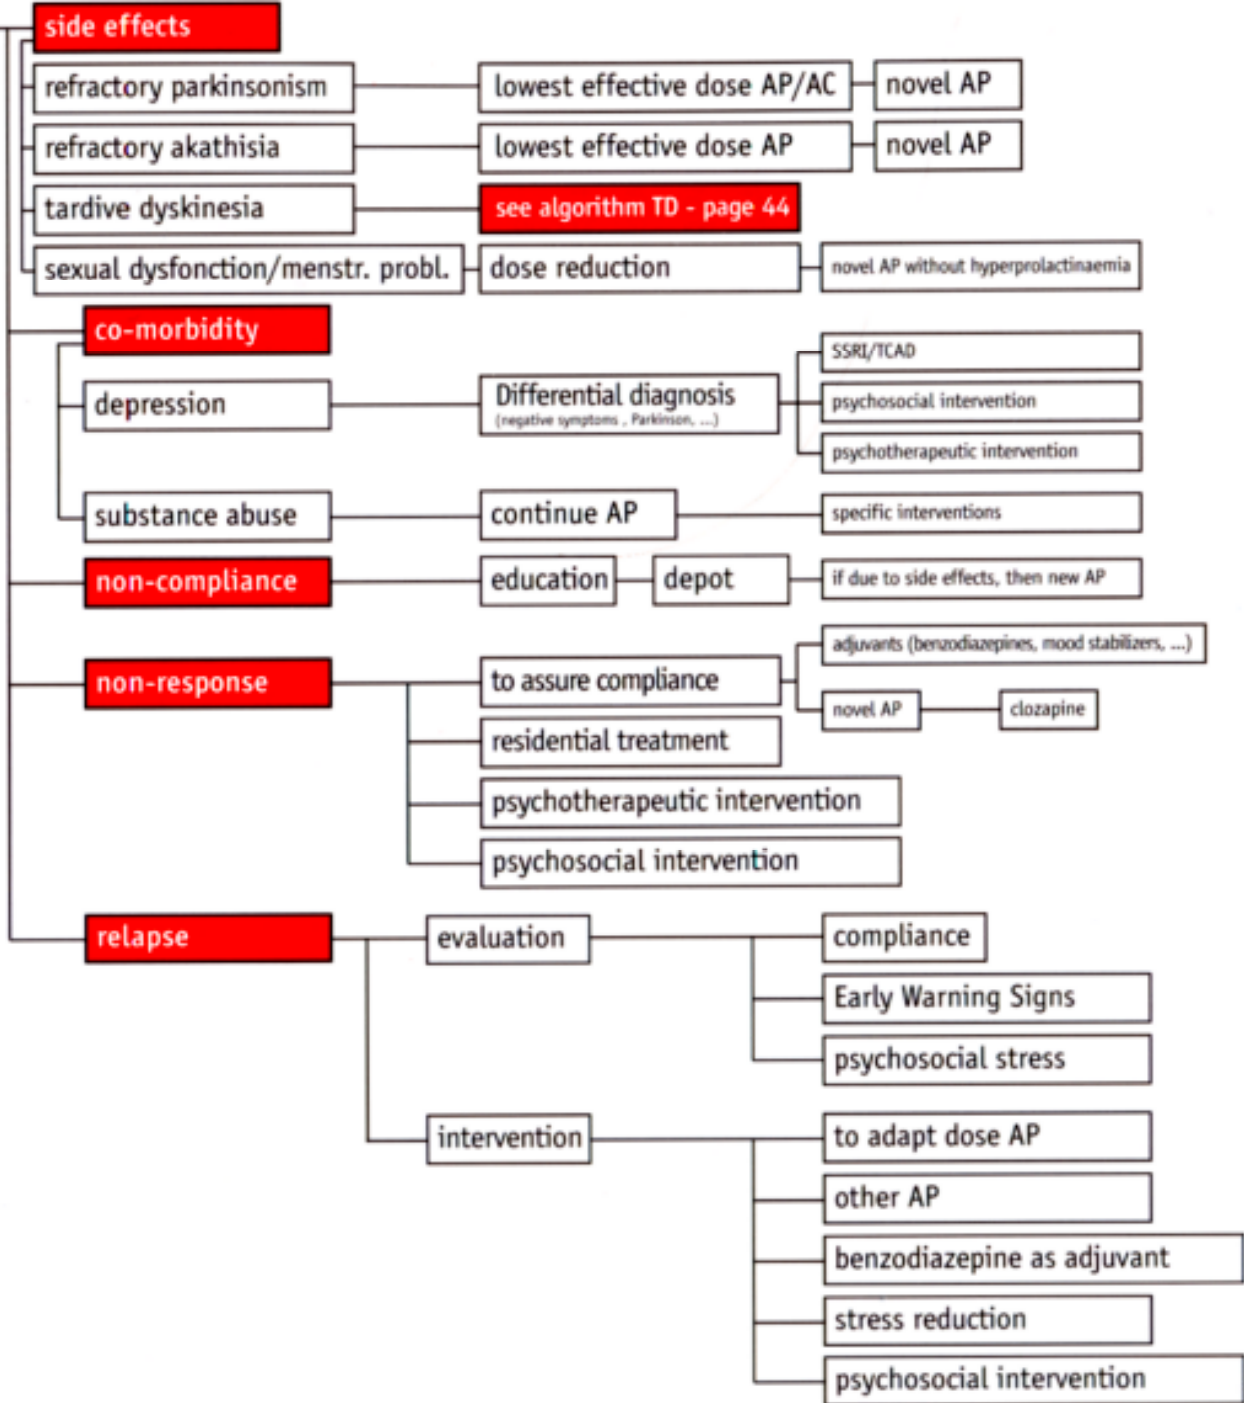 side effects
refractory parkinsonism
lowest effective dose AP/AC
novel AP
refractory akathisia
lowest effective dose AP
novel AP
tardive dyskinesia
see algorithm TD - page 44
sexual dysfonction/menstr. probl.
dose reduction
novel AP without hyperprolactinaemia
co-morbidity
SSRI/TCAD
depression
Differential diagnosis
(negative symptoms , Parkinson, ...)
psychosocial intervention
psychotherapeutic intervention
substance abuse
continue AP
specific interventions
non-compliance
education
depot
if due to side effects, then new AP
adjuvants (benzodiazepines, mood stabilizers, ...)
non-response
to assure compliance
novel AP
clozapine
residential treatment
psychotherapeutic intervention
psychosocial intervention
relapse
evaluation
compliance
Early Warning Signs
psychosocial stress
intervention
to adapt dose AP
other AP
benzodiazepine as adjuvant
stress reduction
psychosocial intervention